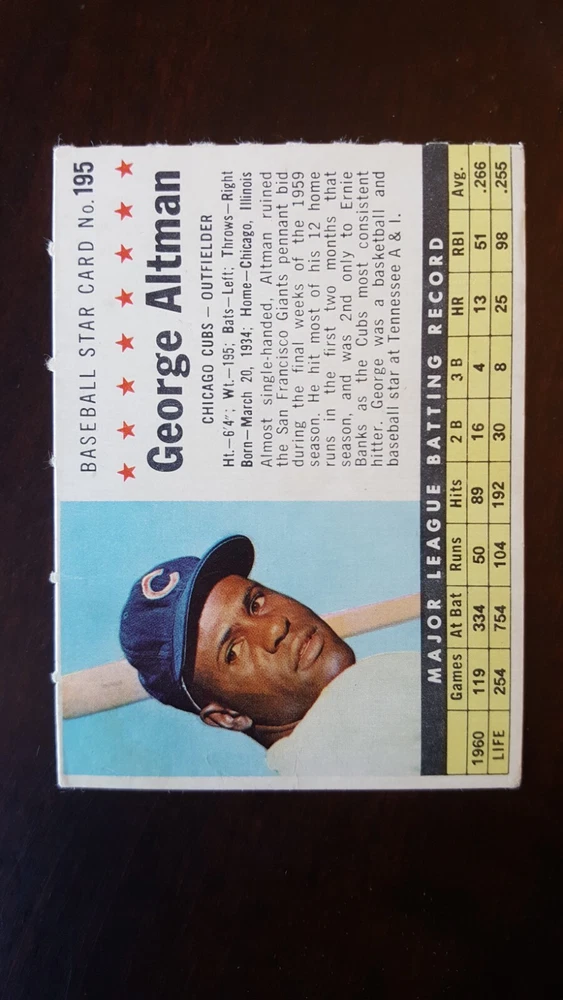 BASEBALL STAR CARD No. 195
George Altman
CHICAGO CUBS — OUTFIELDER
Ht.—6'4"; Wt.—195; Bats—Left; Throws—Right
Born—March 20, 1934; Home—Chicago, Illinois
Almost single-handed, Altman ruined
the San Francisco Giants pennant bid
during the final weeks of the 1959
season. He hit most of his 12 home
runs in the first two months that
season, and was 2nd only to Ernie
Banks as the Cubs most consistent
hitter. George was a basketball and
baseball star at Tennessee A & I.
C
MAJOR LEAGUE BATTING RECORD
Games At Bat Runs Hits 2 B 3 B HR RBI Avg.
1960 119 334 50 89 16 4 13 51 .266
LIFE 254 754 104 192 30 8 25 98 .255